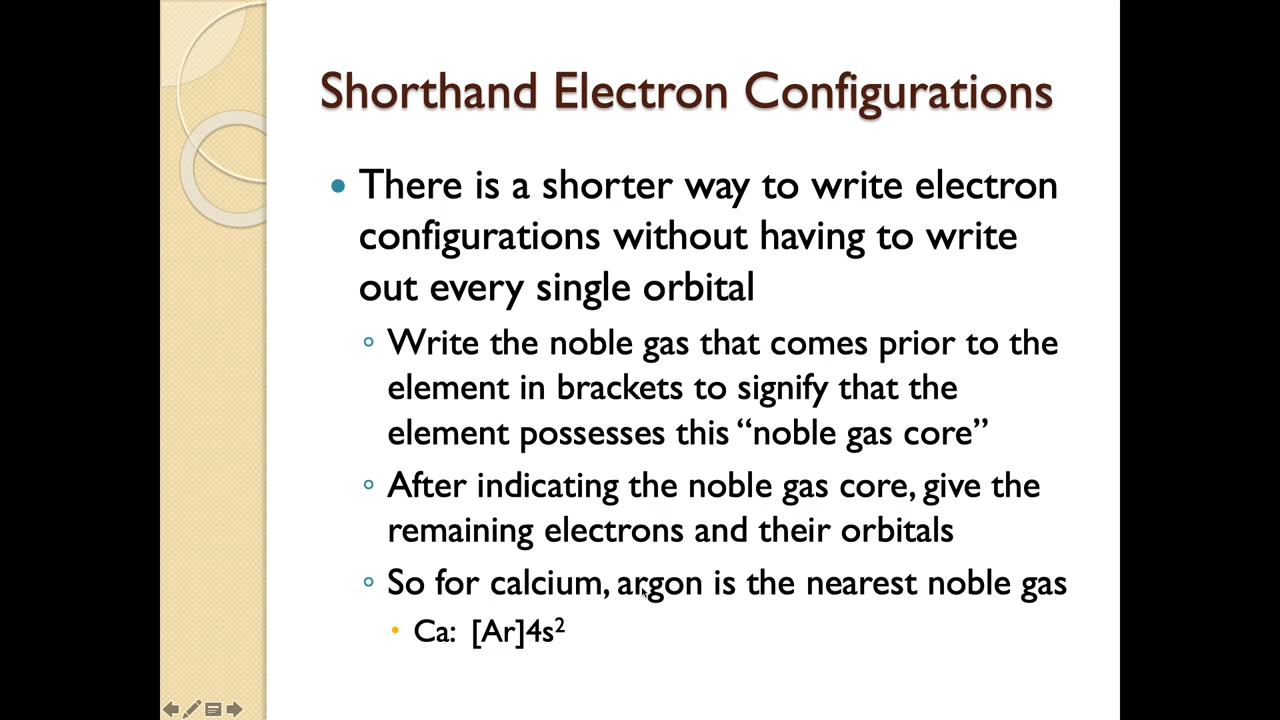 Shorthand Electron Configurations
• There is a shorter way to write electron
configurations without having to write
out every single orbital
◦ Write the noble gas that comes prior to the
element in brackets to signify that the
element possesses this “noble gas core”
◦ After indicating the noble gas core, give the
remaining electrons and their orbitals
◦ So for calcium, argon is the nearest noble gas
• Ca: [Ar]4s²